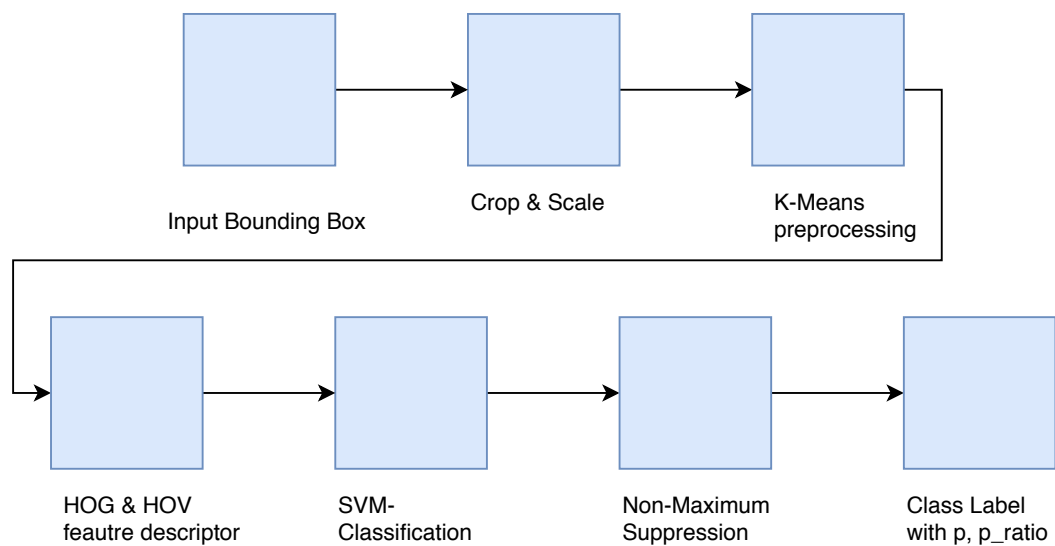 Input Bounding Box
Crop & Scale
K-Means
preprocessing
HOG & HOV
feautre descriptor
SVM-
Classification
Non-Maximum
Suppression
Class Label
with p, p_ratio